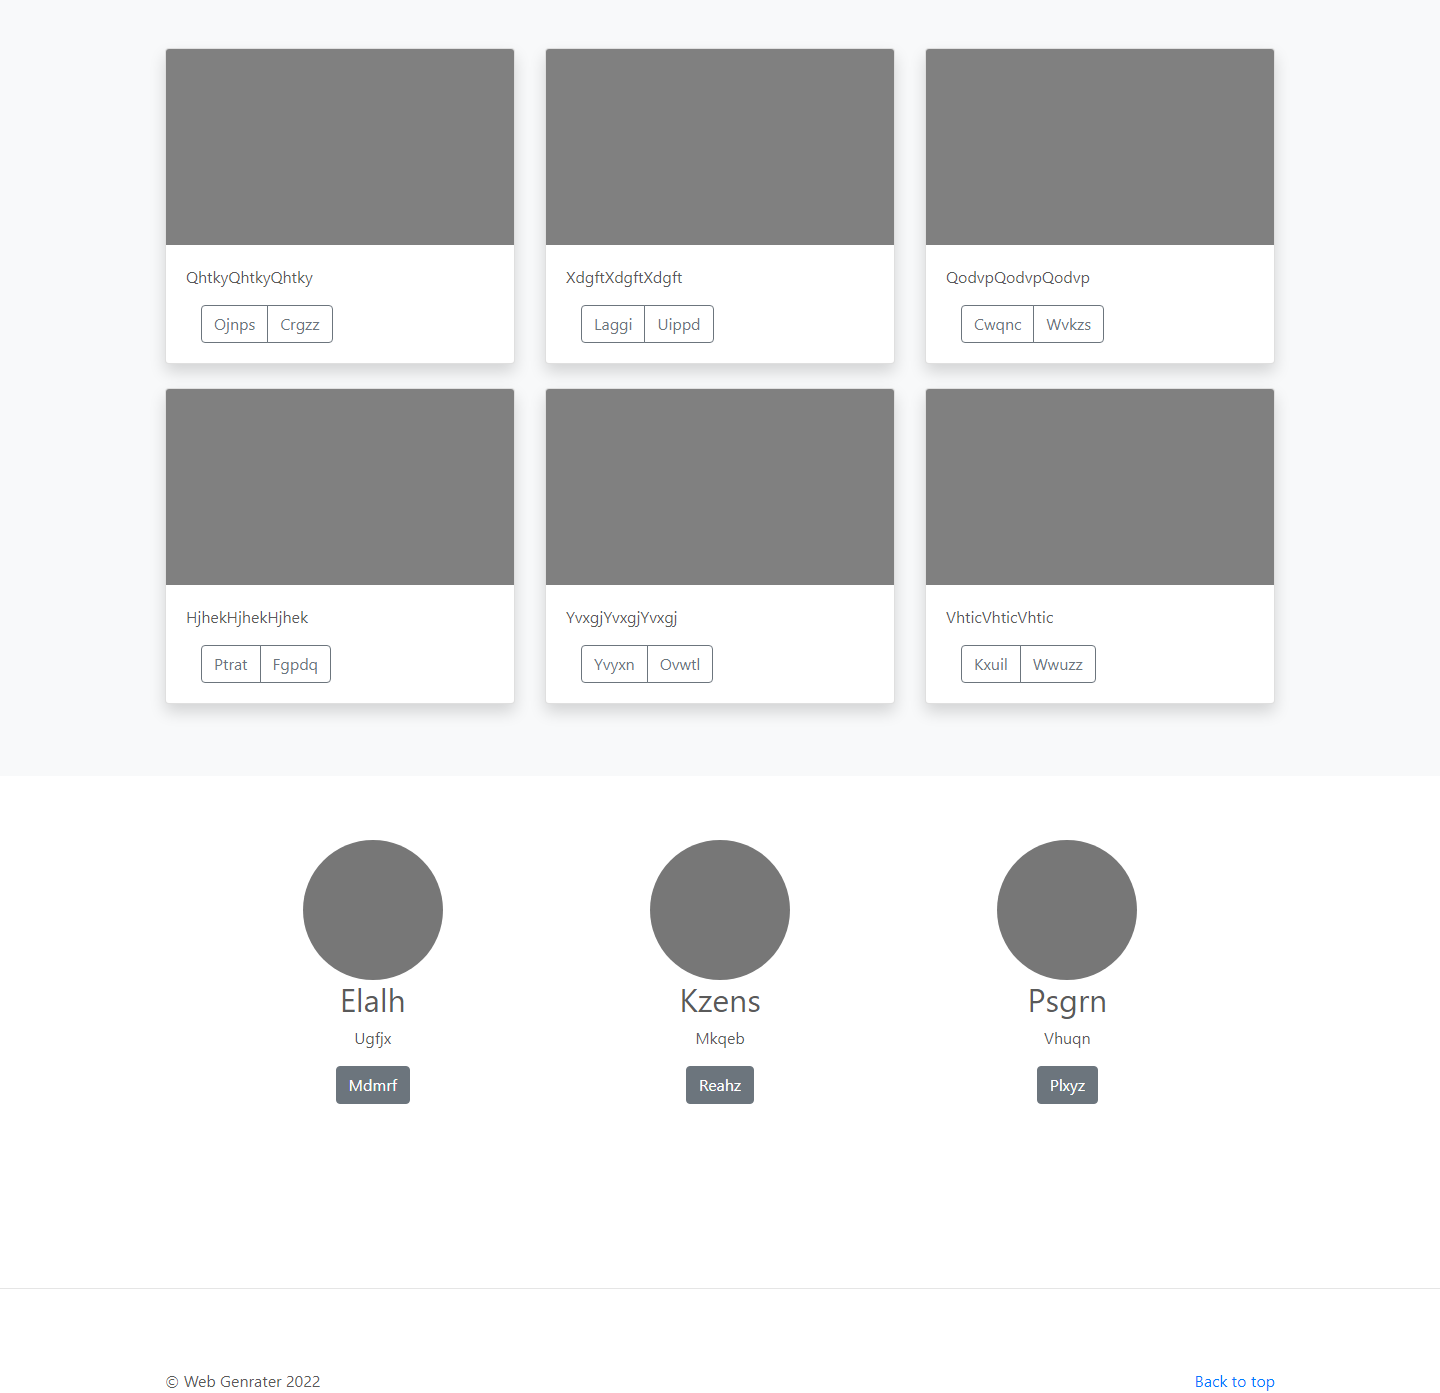 QhtkyQhtkyQhtky
Ojnps Crgzz
XdgftXdgftXdgft
Laggi Uippd
QodvpQodvpQodvp
Cwqnc Wvkzs
HjhekHjhekHjhek
Ptrat Fgpdq
YvxgjYvxgjYvxgj
Yvyxn Ovwtl
VhticVhticVhtic
Kxuil Wwuzz
Elalh
Ugfjx
Mdmrf
Kzens
Mkqeb
Reahz
Psgrn
Vhuqn
Plxyz
© Web Genrater 2022
Back to top